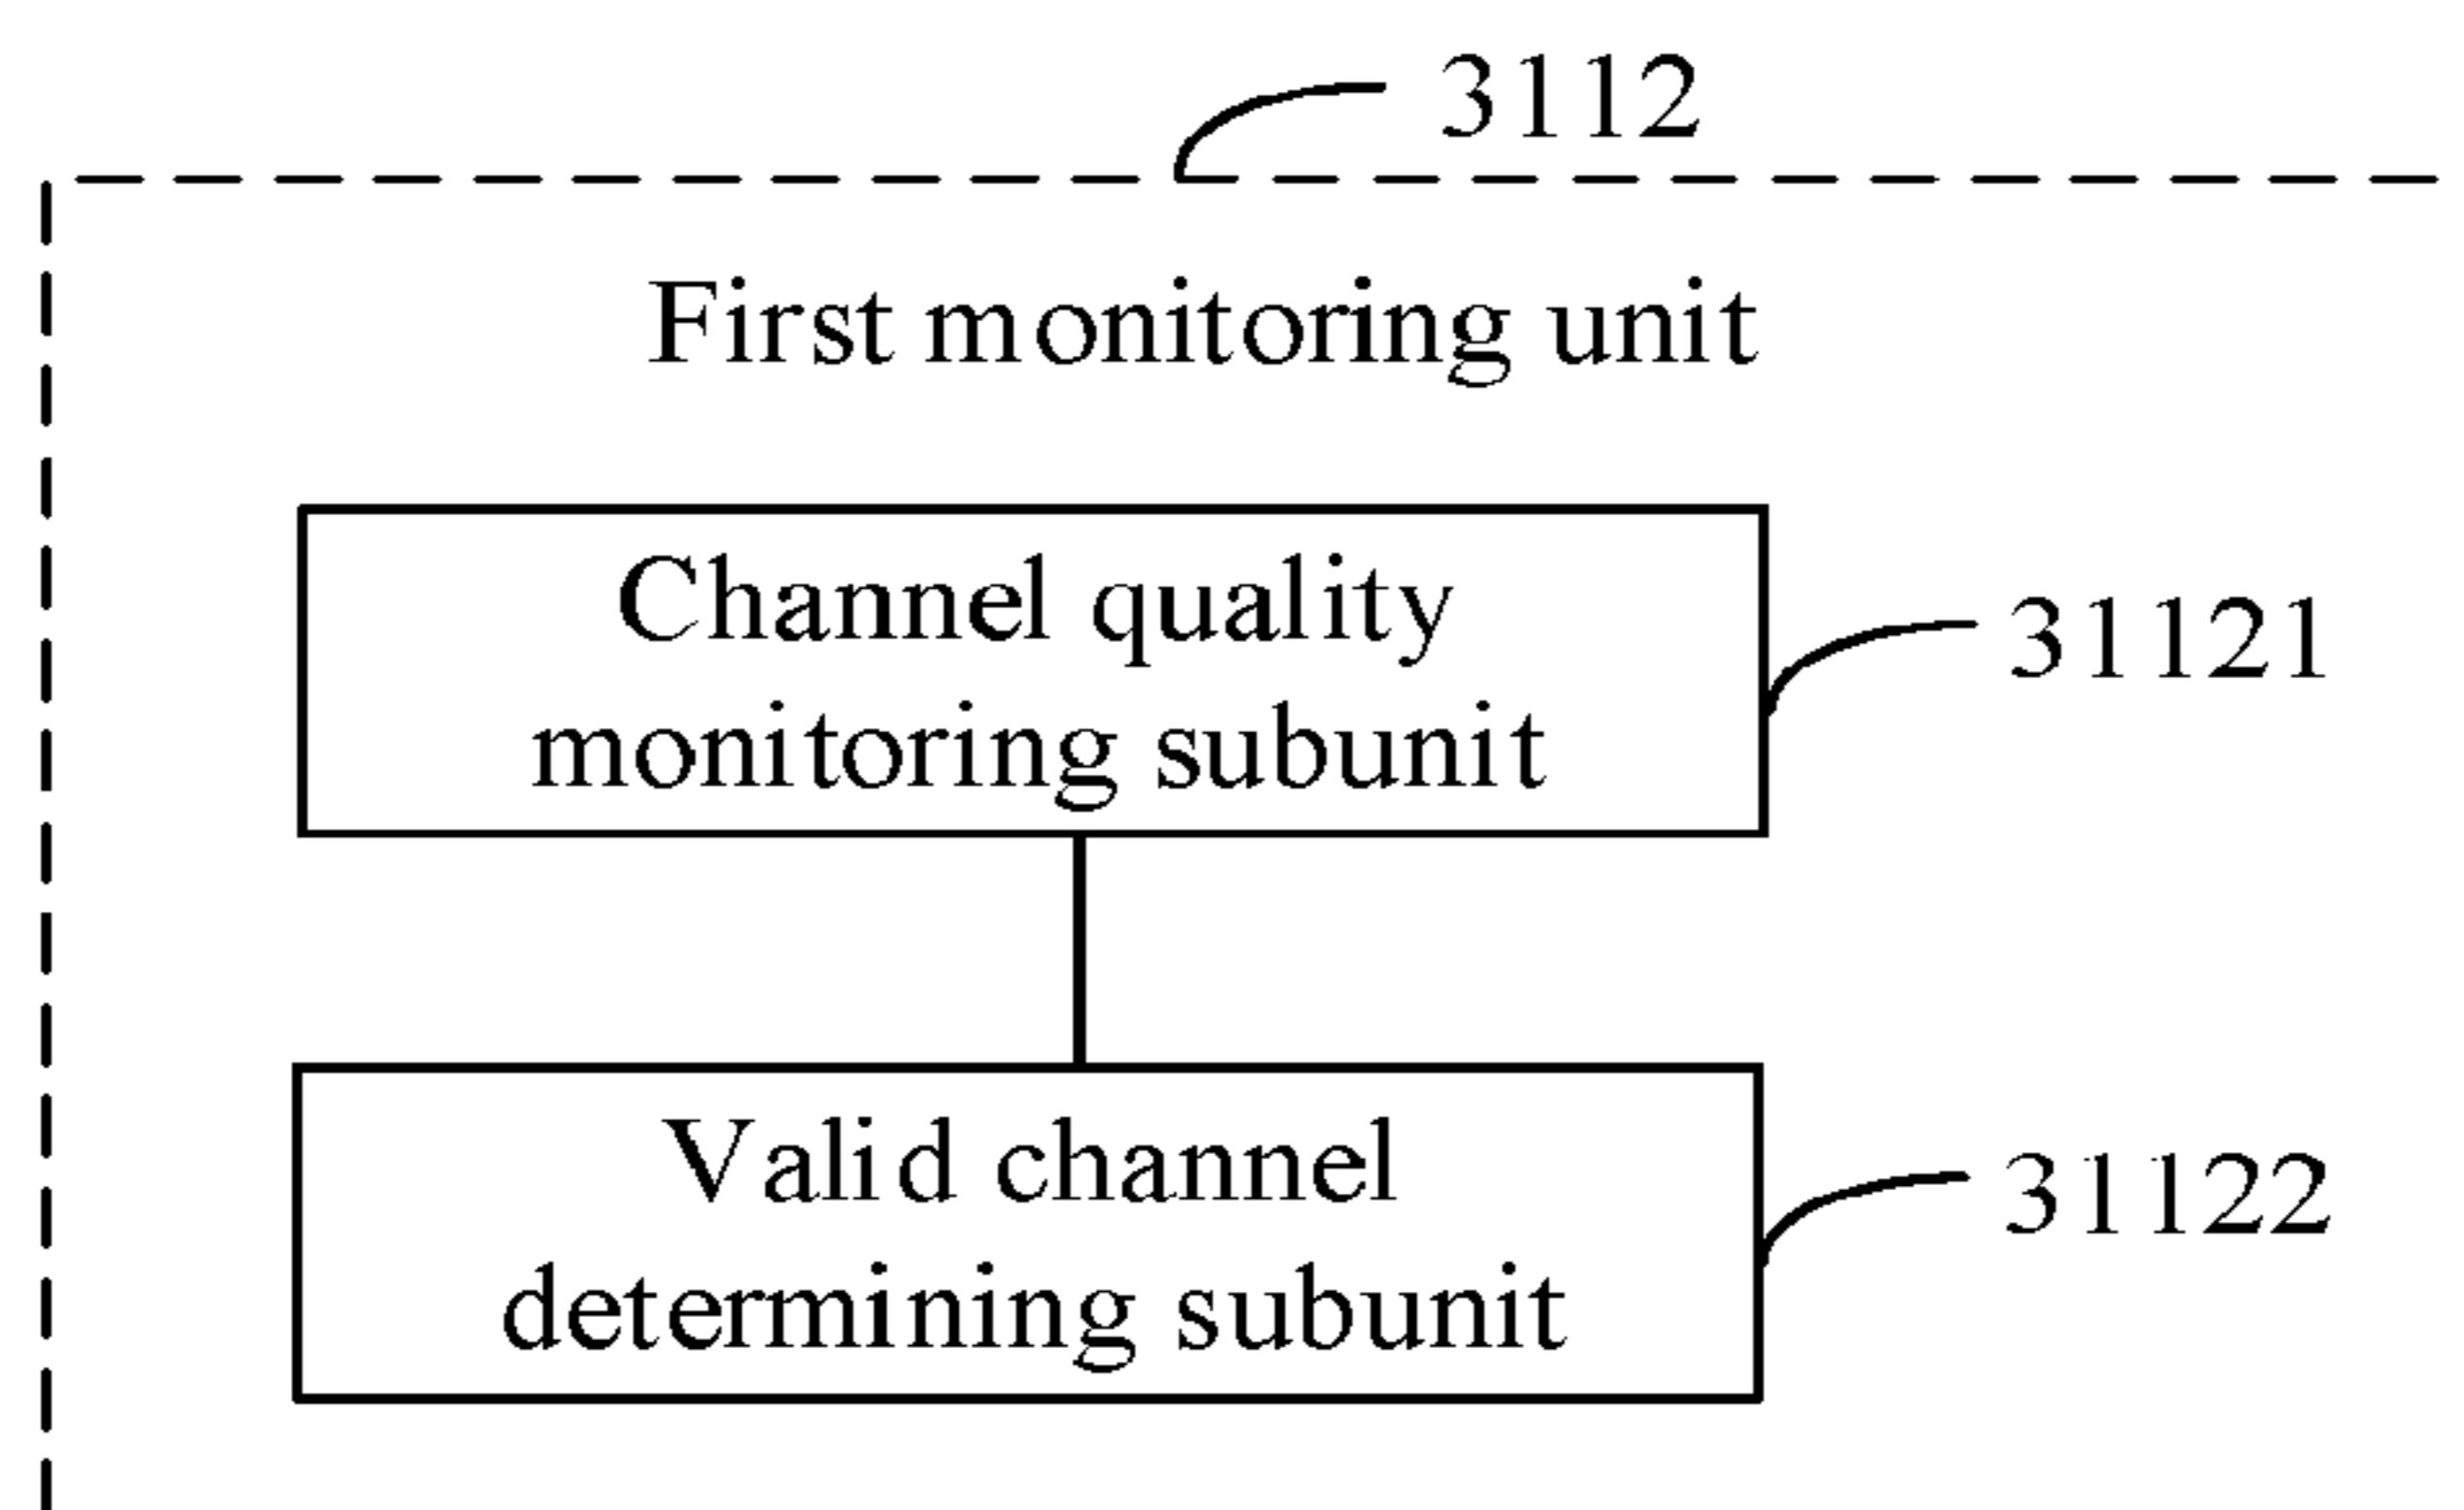 3112
First monitoring unit
Channel quality
monitoring subunit
31121
Valid channel
determining subunit
31122